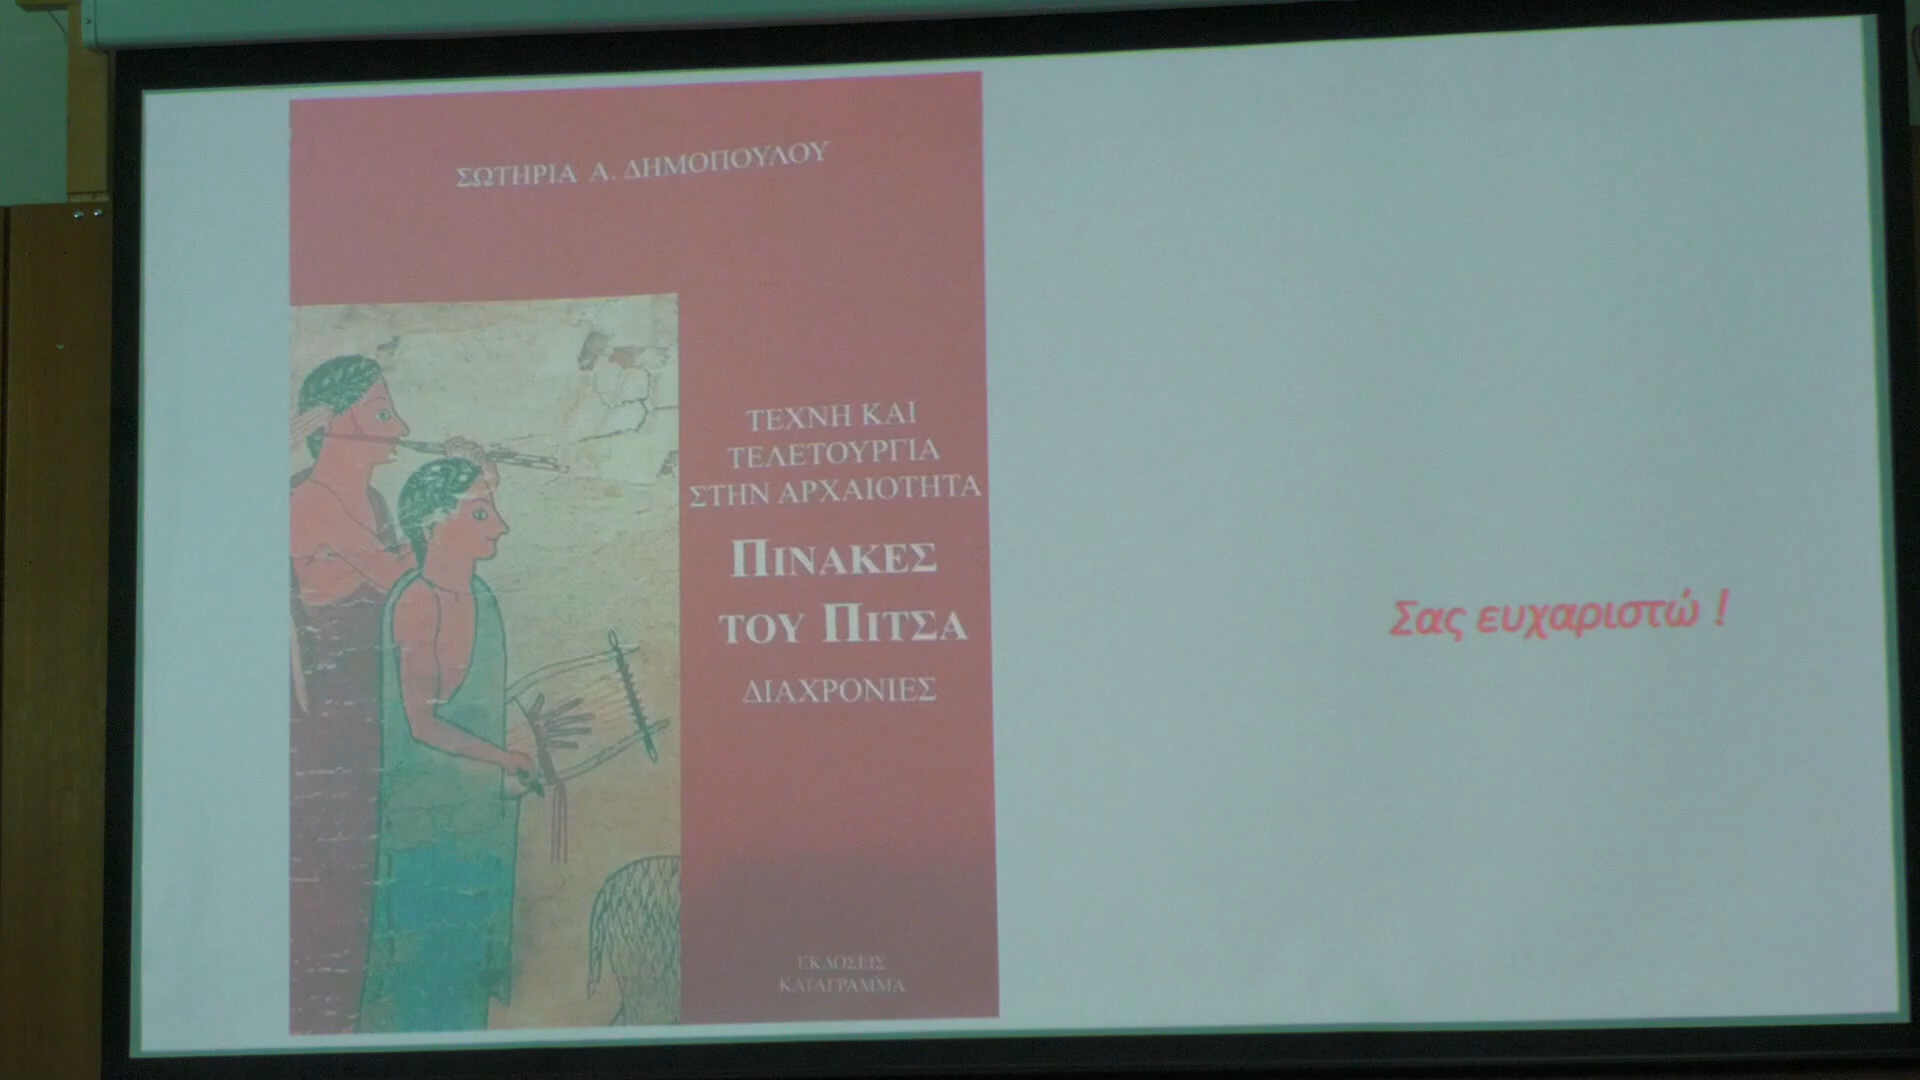 ΣΩΤΗΡΙΑ Α. ΔΗΜΟΠΟΥΛΟΥ
ΤΕΧΝΗ ΚΑΙ
ΤΕΛΕΤΟΥΡΓΙΑ
ΣΤΗΝ ΑΡΧΑΙΟΤΗΤΑ
ΠΙΝΑΚΕΣ
ΤΟΥ ΠΙΤΣΑ
ΔΙΑΧΡΟΝΙΕΣ
ΕΚΔΟΣΕΙΣ
ΚΑΤΑΓΡΑΜΜΑ
Σας ευχαριστώ !